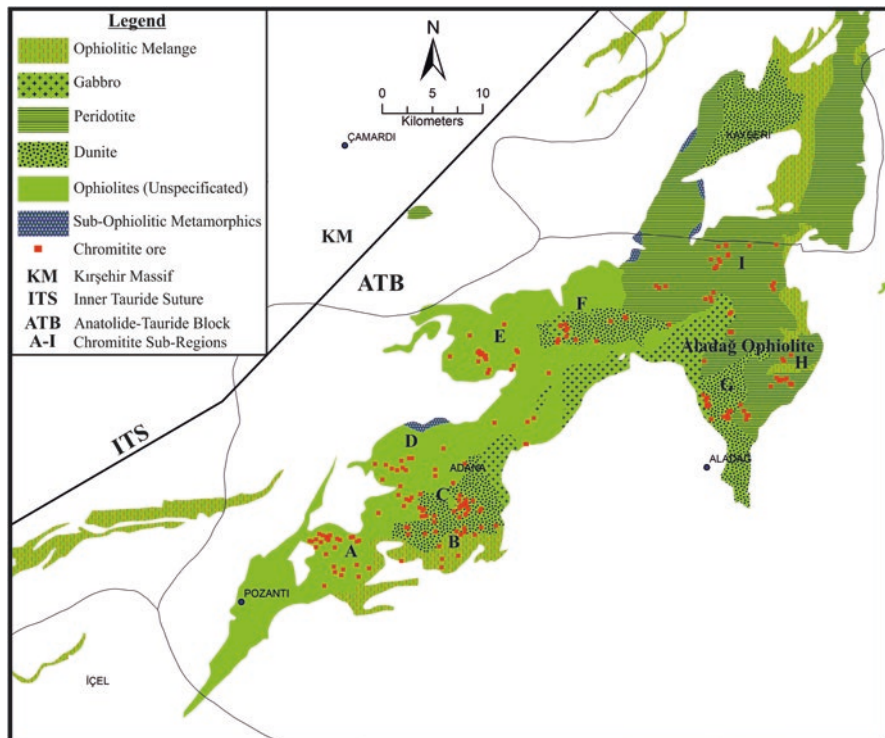 Legend
Ophiolitic Melange
Gabbro
Peridotite
Dunite
Ophiolites (Unspecificated)
Sub-Ophiolitic Metamorphics
Chromitite ore
KM Kırşehir Massif
ITS Inner Tauride Suture
ATB Anatolide-Tauride Block
A-I Chromitite Sub-Regions
N
0 5 10
Kilometers
ÇAMARDI
KAYSERİ
KM
ATB
I
F
E
Aladağ Ophiolite
H
G
ITS
D
ADANA
ALADAĞ
C
B
A
POZANTI
İÇEL